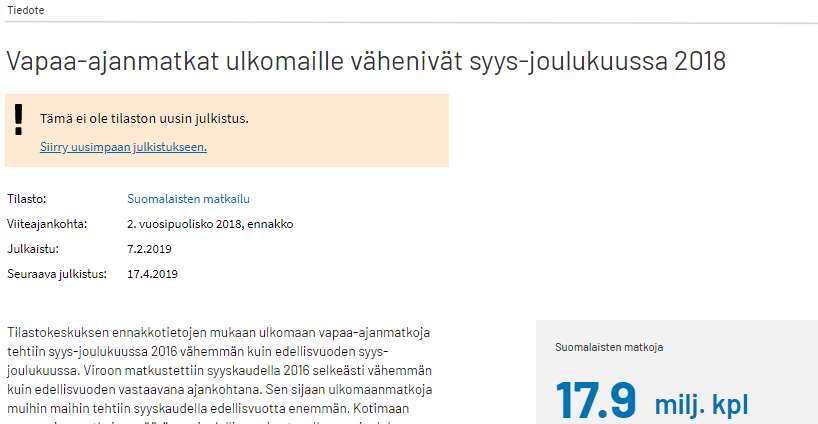 Tiedote
Vapaa-ajanmatkat ulkomaille vähenivät syys-joulukuussa 2018
Tämä ei ole tilaston uusin julkistus.
Siirry uusimpaan julkistukseen.
Tilasto: Suomalaisten matkailu
Viiteajankohta: 2. vuosipuolisko 2018, ennakko
Julkaistu: 7.2.2019
Seuraava julkistus: 17.4.2019
Tilastokeskuksen ennakkotietojen mukaan ulkomaan vapaa-ajanmatkoja
tehtiin syys-joulukuussa 2016 vähemmän kuin edellisvuoden syys-
joulukuussa. Viroon matkustettiin syyskaudella 2016 selkeästi vähemmän
kuin edellisvuoden vastaavana ajankohtana. Sen sijaan ulkomaanmatkoja
muihin maihin tehtiin syyskaudella edellisvuotta enemmän. Kotimaan
Suomalaisten matkoja
17.9 milj. kpl